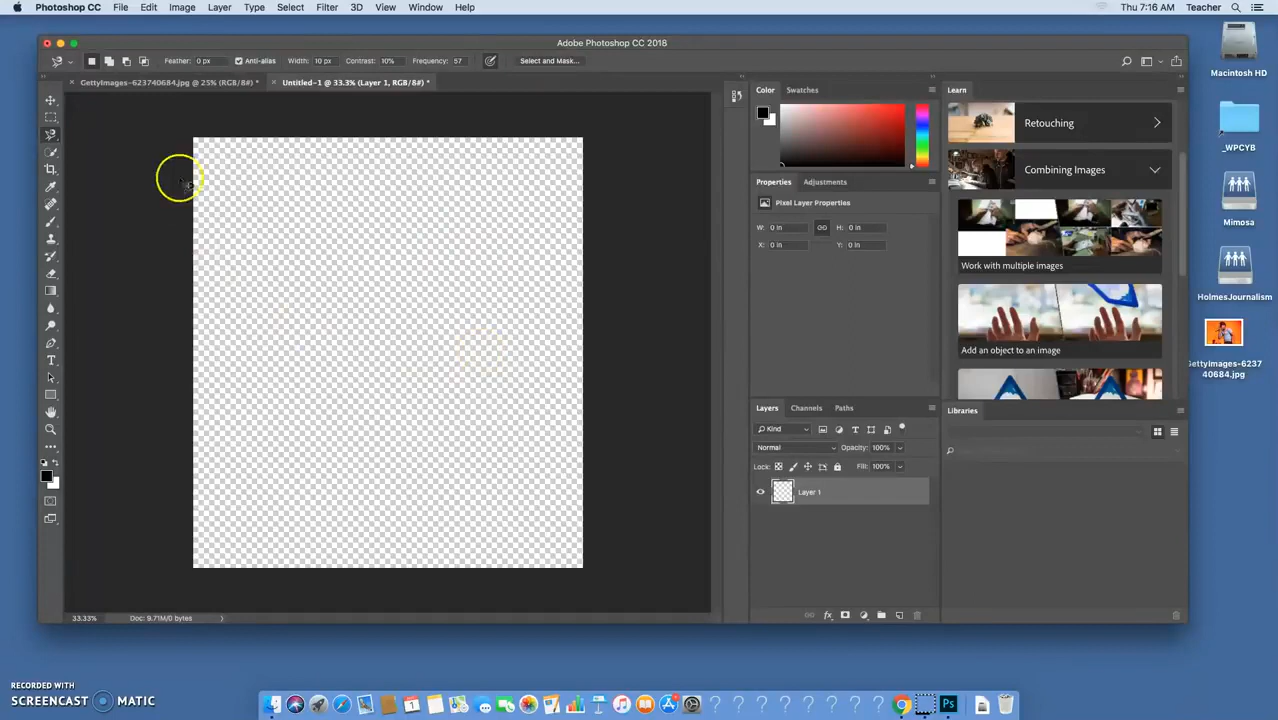 Photoshop CC File Edit Image Layer Type Select Filter 3D View Window Help Thu 7:16 AM Teacher
Adobe Photoshop CC 2018
Feather: 0 px Anti-alias Width: 10 px Contrast: 10% Frequency: 57 Select and Mask...
GettyImages-623740684.jpg @ 25% (RGB/8#) * Untitled-1 @ 33.3% (Layer 1, RGB/8#) *
Color Swatches
Learn
Retouching
Combining Images
Properties Adjustments
Pixel Layer Properties
W: 0 in H: 0 in
X: 0 in Y: 0 in
Work with multiple images
Add an object to an image
Layers Channels Paths
Libraries
Kind
Normal Opacity: 100%
Lock: Fill: 100%
Layer 1
33.33% Doc: 9.71M/0 bytes
Macintosh HD
_WPCYB
Mimosa
HolmesJournalism
GettyImages-6237
40684.jpg
RECORDED WITH
SCREENCAST MATIC
Ps